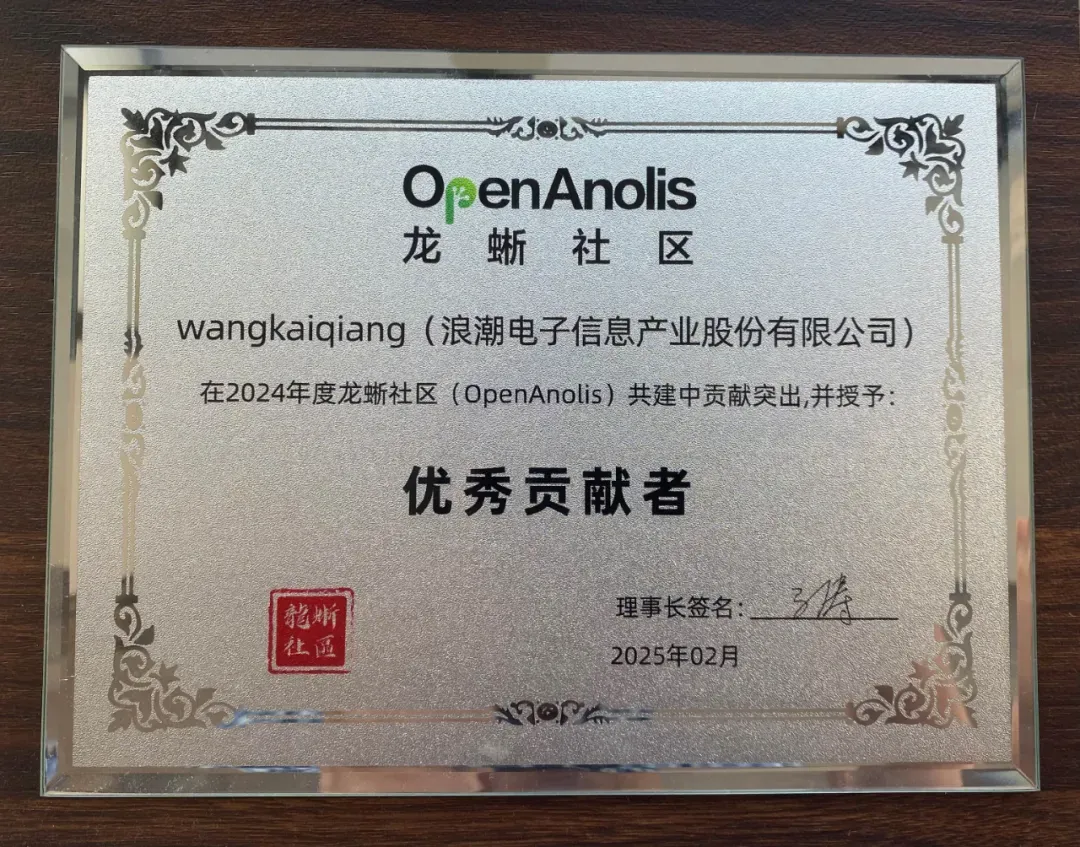 OpenAnolis
龙蜥社区
wangkaiqiang（浪潮电子信息产业股份有限公司）
在2024年度龙蜥社区（OpenAnolis）共建中贡献突出,并授予：
优秀贡献者
龍蜥
社區
理事长签名：
2025年02月